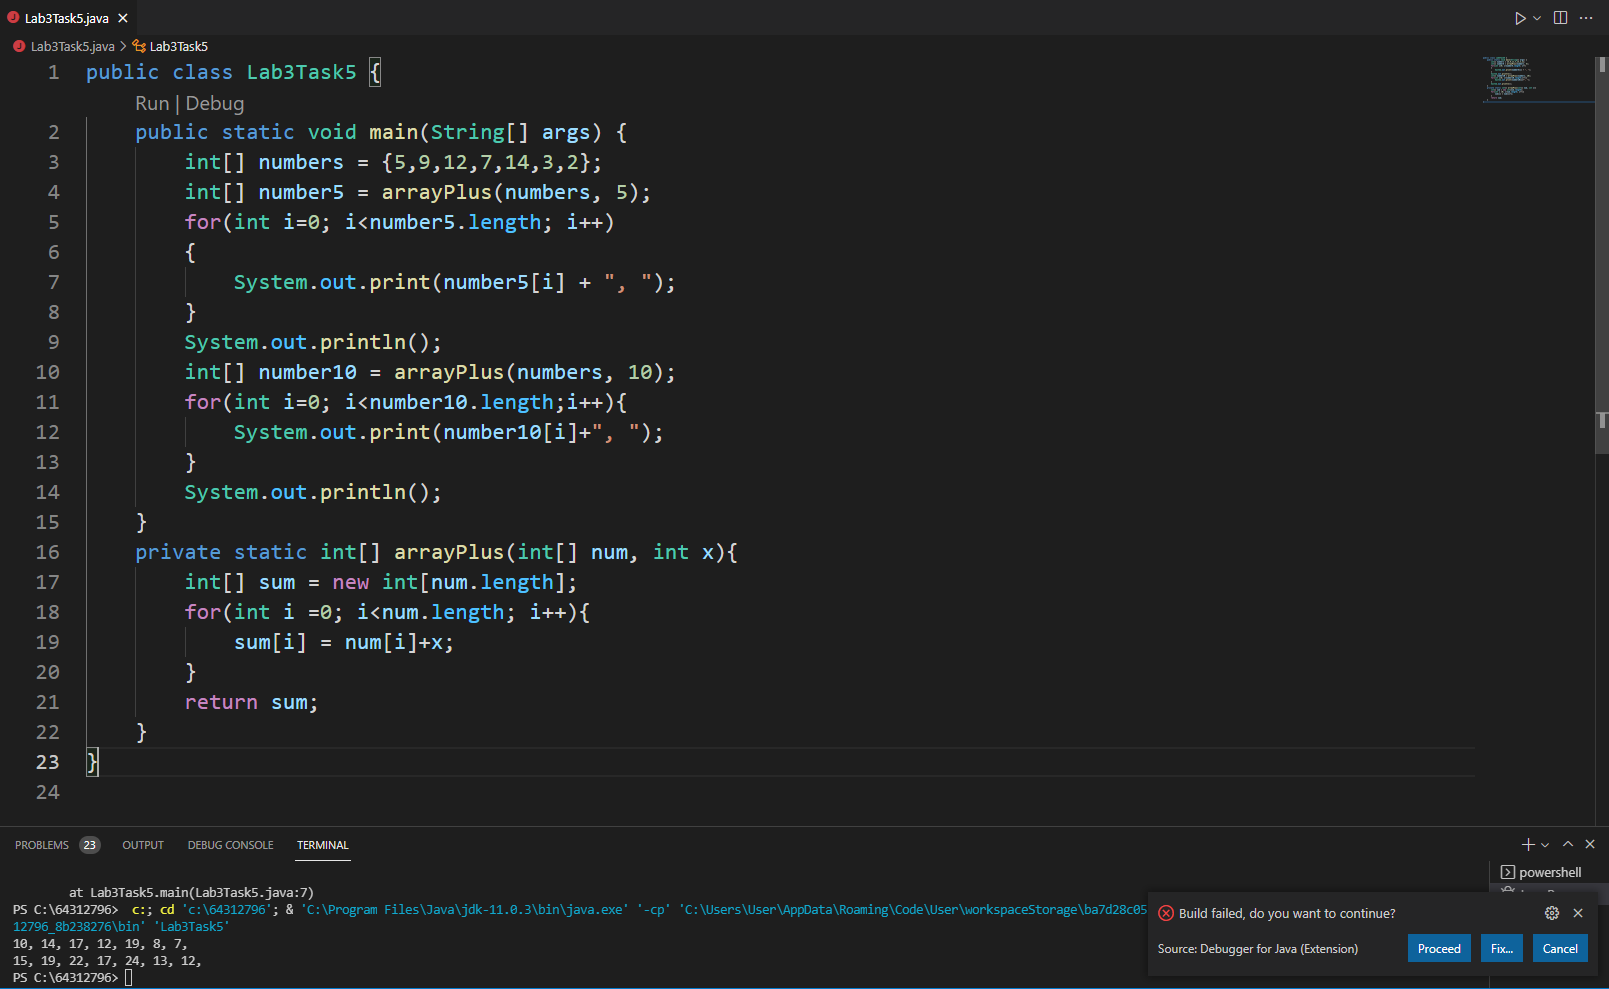 Lab3Task5.java
Lab3Task5.java > Lab3Task5
1 public class Lab3Task5 {
Run | Debug
2 public static void main(String[] args) {
3 int[] numbers = {5,9,12,7,14,3,2};
4 int[] number5 = arrayPlus(numbers, 5);
5 for(int i=0; i<number5.length; i++)
6 {
7 System.out.print(number5[i] + ", ");
8 }
9 System.out.println();
10 int[] number10 = arrayPlus(numbers, 10);
11 for(int i=0; i<number10.length;i++){
12 System.out.print(number10[i]+", ");
13 }
14 System.out.println();
15 }
16 private static int[] arrayPlus(int[] num, int x){
17 int[] sum = new int[num.length];
18 for(int i =0; i<num.length; i++){
19 sum[i] = num[i]+x;
20 }
21 return sum;
22 }
23 }
24
PROBLEMS 23 OUTPUT DEBUG CONSOLE TERMINAL
powershell
at Lab3Task5.main(Lab3Task5.java:7)
PS C:\64312796> c:; cd 'c:\64312796'; & 'C:\Program Files\Java\jdk-11.0.3\bin\java.exe' '-cp' 'C:\Users\User\AppData\Roaming\Code\User\workspaceStorage\ba7d28c05
12796_8b238276\bin' 'Lab3Task5'
10, 14, 17, 12, 19, 8, 7,
15, 19, 22, 17, 24, 13, 12,
PS C:\64312796>
Build failed, do you want to continue?
Source: Debugger for Java (Extension)
Proceed
Fix...
Cancel